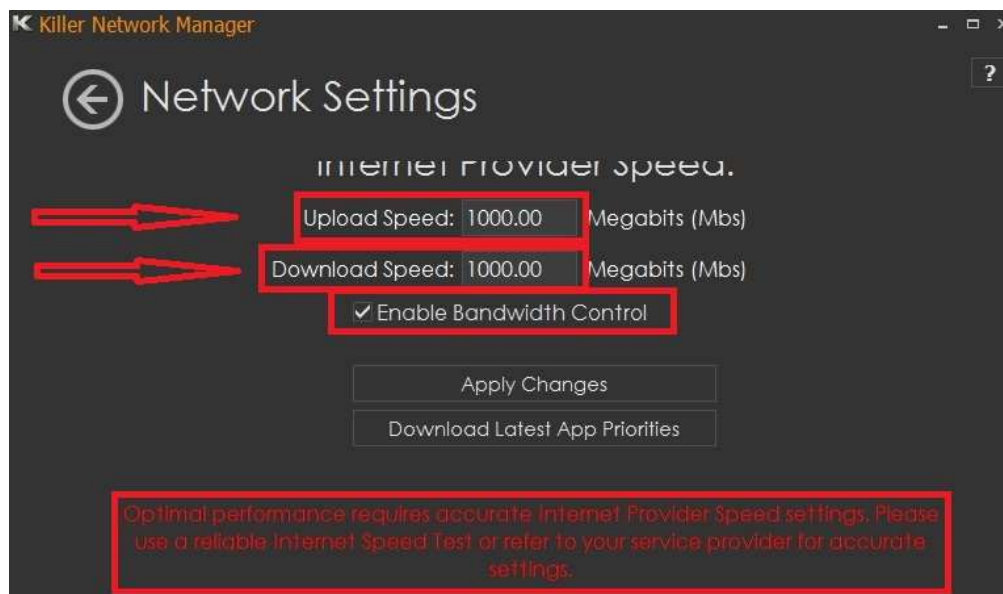 Killer Network Manager
?
Network Settings
Internet Provider Speed.
Upload Speed: 1000.00 Megabits (Mbs)
Download Speed: 1000.00 Megabits (Mbs)
Enable Bandwidth Control
Apply Changes
Download Latest App Priorities
Optimal performance requires accurate Internet Provider Speed settings. Please
use a reliable Internet Speed Test or refer to your service provider for accurate
settings.